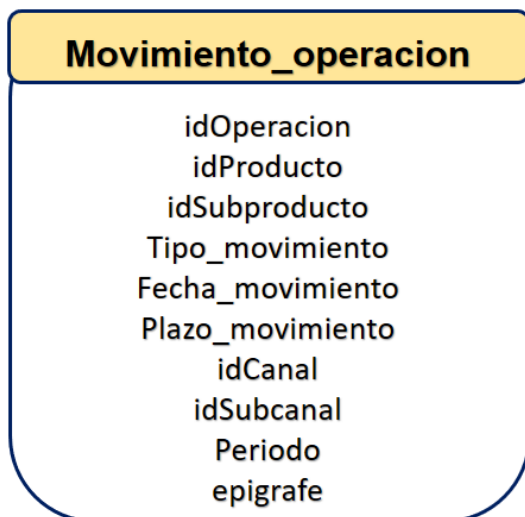 Movimiento_operacion
idOperacion
idProducto
idSubproducto
Tipo_movimiento
Fecha_movimiento
Plazo_movimiento
idCanal
idSubcanal
Periodo
epigrafe